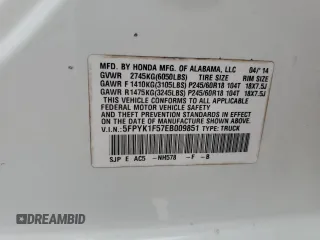 MFD. BY HONDA MFG. OF ALABAMA, LLC 04/ 14
GVWR 2745KG(6050LBS) TIRE SIZE RIM SIZE
GAWR F 1410KG(3105LBS) P245/60R18 104T 18X7.5J
GAWR R 1475KG(3245LBS) P245/60R18 104T 18X7.5J
THIS VEHICLE CONFORMS TO ALL APPLICABLE
FEDERAL MOTOR VEHICLE SAFETY
AND THEFT PREVENTION STANDARDS IN EFFECT ON
THE DATE OF MANUFACTURE SHOWN ABOVE.
V.I.N.:5FPYK1F57EB009851 TYPE:TRUCK
SJP E AC5 -NH578 -F -B
© STATBID